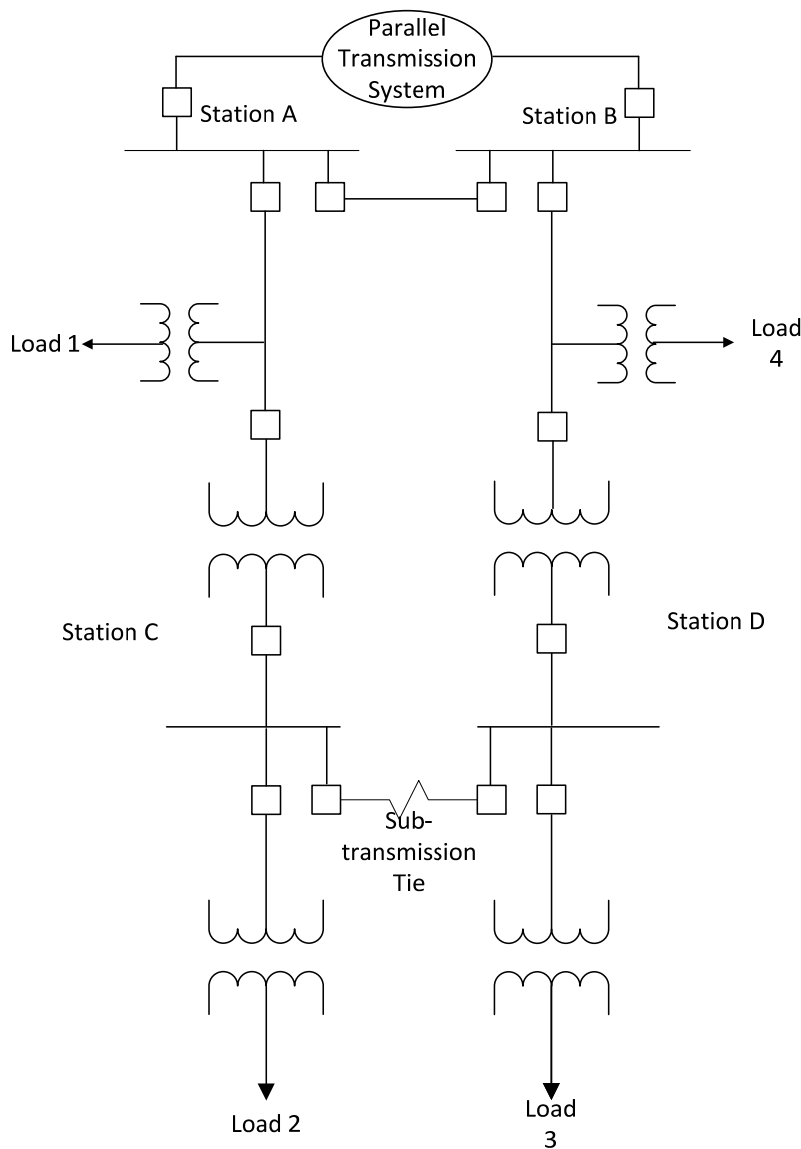 Parallel
Transmission
System
Station A
Station B
Load 1
Load
4
Station C
Station D
Sub-
transmission
Tie
Load 2
Load
3